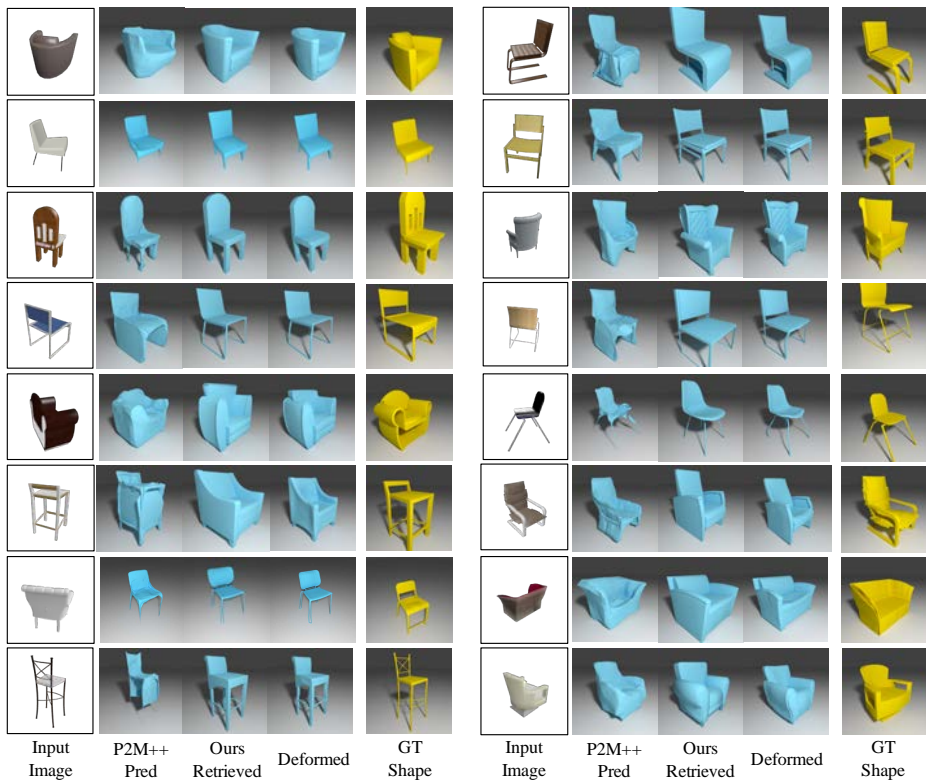 Input P2M++ Ours Deformed GT Input P2M++ Ours Deformed GT
Image Pred Retrieved Shape Image Pred Retrieved Shape